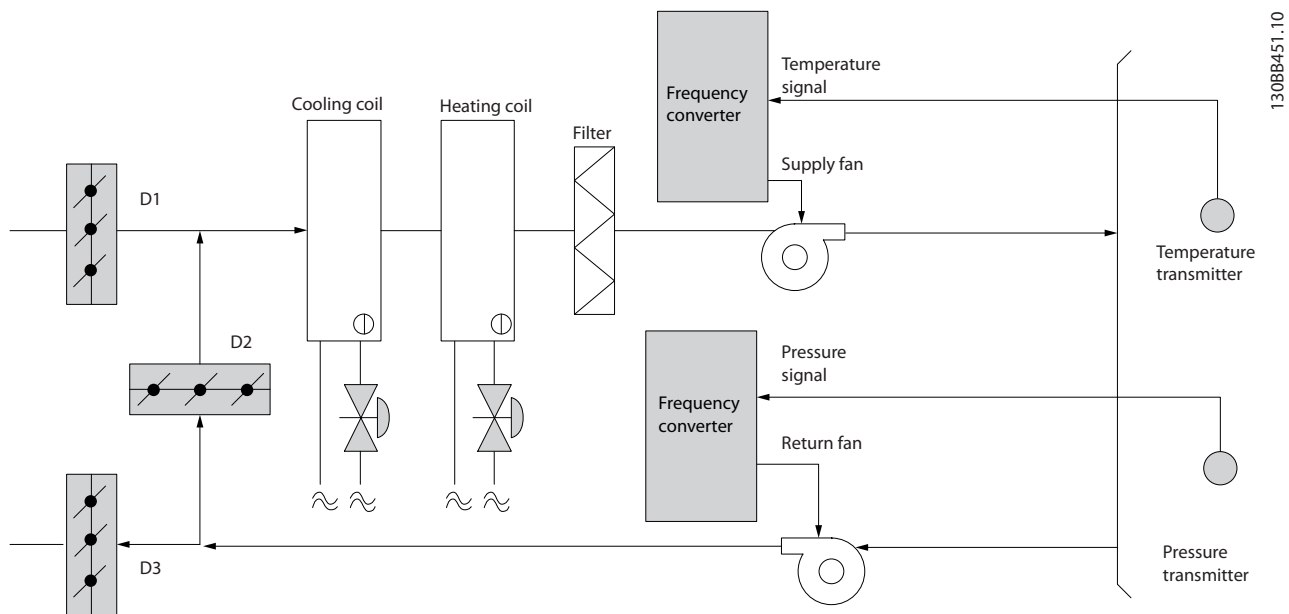 130BB451.10
Temperature
signal
Frequency
converter
Cooling coil
Heating coil
Filter
Supply fan
D1
Temperature
transmitter
D2
Pressure
signal
Frequency
converter
Return fan
D3
Pressure
transmitter